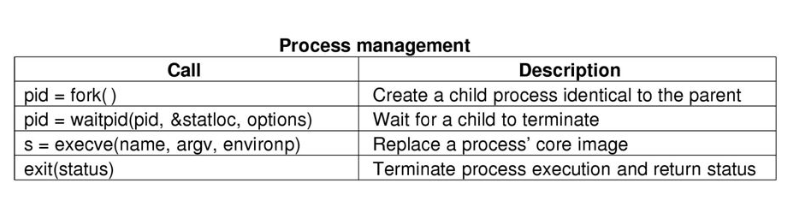 Process management
Call Description
pid = fork( ) Create a child process identical to the parent
pid = waitpid(pid, &statloc, options) Wait for a child to terminate
s = execve(name, argv, environp) Replace a process' core image
exit(status) Terminate process execution and return status